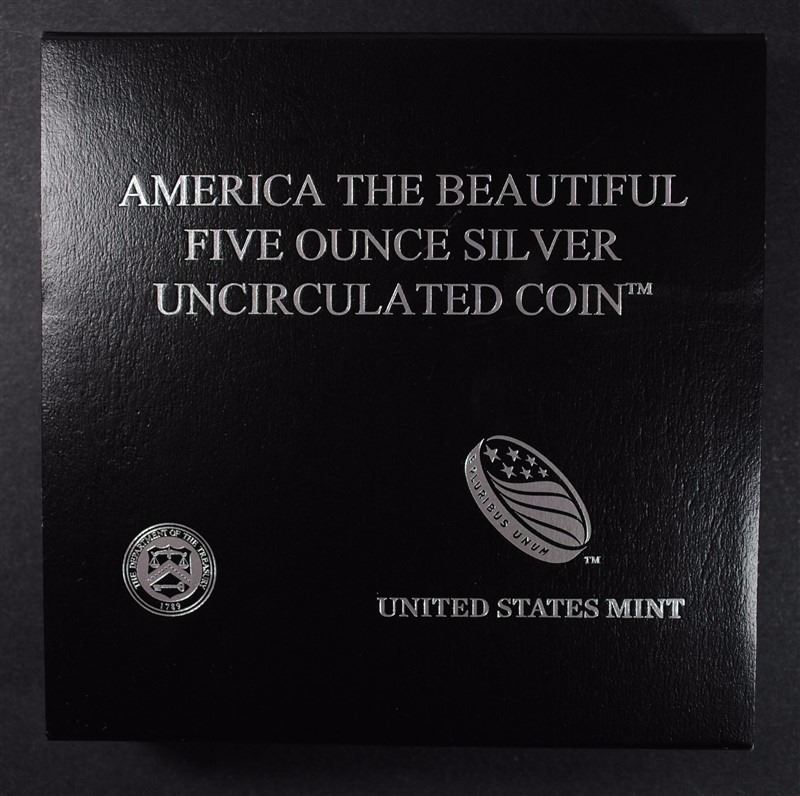 AMERICA THE BEAUTIFUL
FIVE OUNCE SILVER
UNCIRCULATED COIN™
E PLURIBUS UNUM
™
THE DEPARTMENT OF THE TREASURY
1789
UNITED STATES MINT